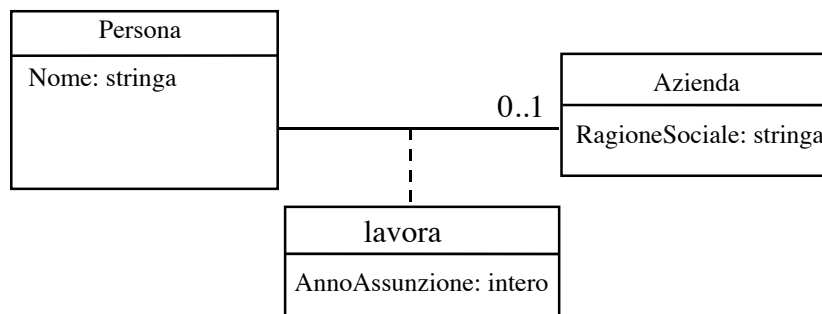 Persona
Nome: stringa
0..1
Azienda
RagioneSociale: stringa
lavora
AnnoAssunzione: intero